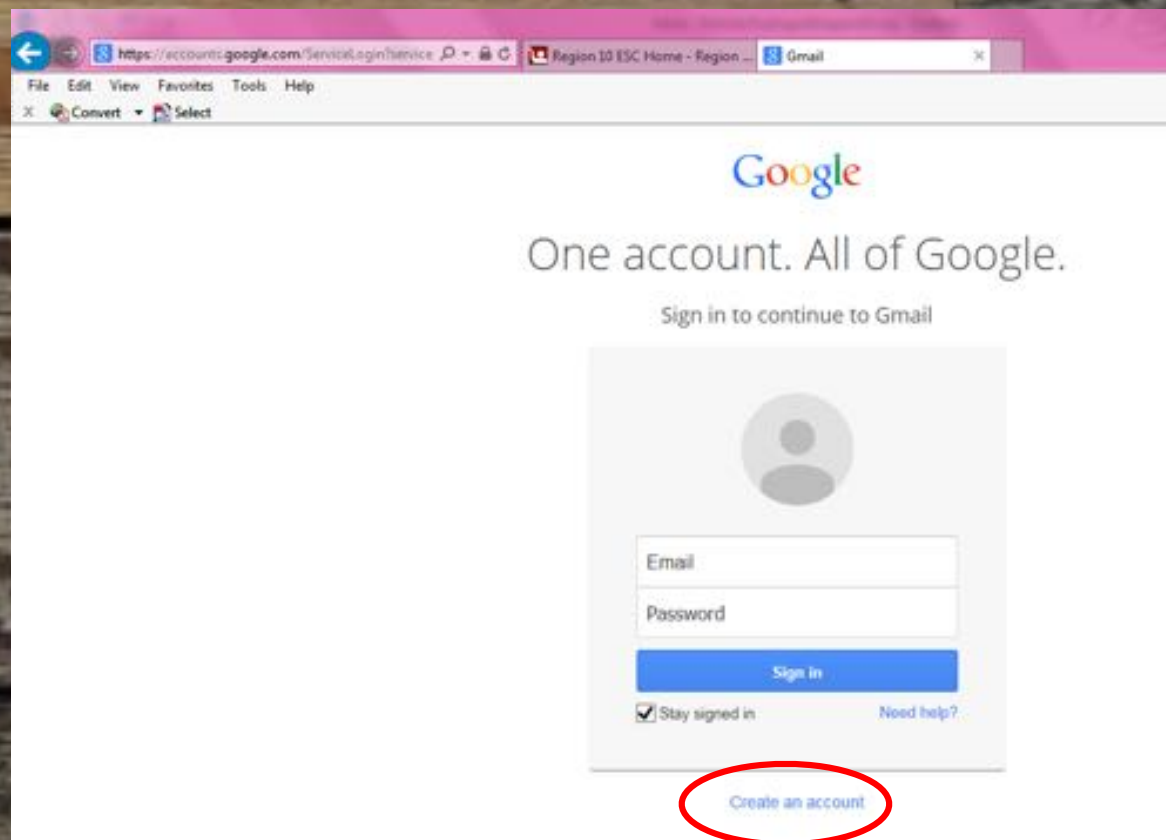 https://accounts.google.com/ServiceLogin?service
Region 10 ESC Home - Region ...
Gmail
File Edit View Favorites Tools Help
X Convert Select
Google
One account. All of Google.
Sign in to continue to Gmail
Email
Password
Sign in
Stay signed in Need help?
Create an account